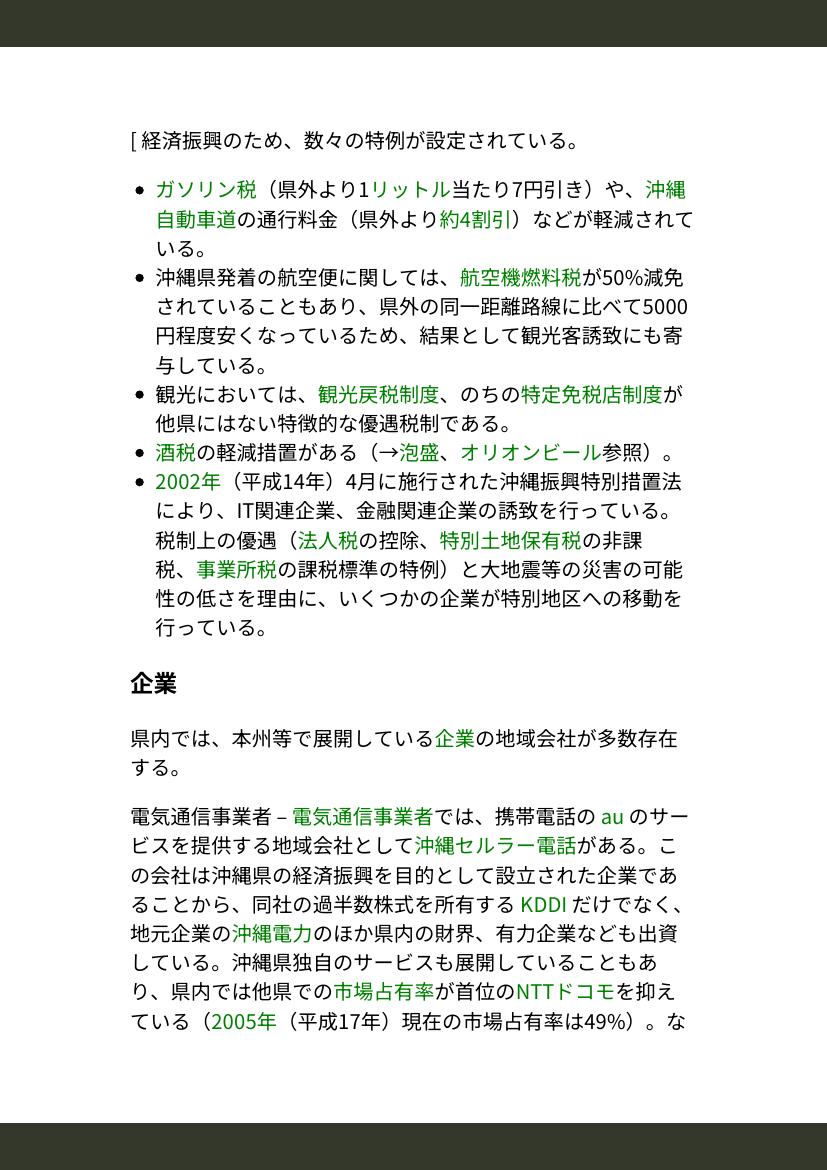 [ 経済振興のため、数々の特例が設定されている。
• ガソリン税（県外より1リットル当たり7円引き）や、沖縄
自動車道の通行料金（県外より約4割引）などが軽減されて
いる。
• 沖縄県発着の航空便に関しては、航空機燃料税が50%減免
されていることもあり、県外の同一距離路線に比べて5000
円程度安くなっているため、結果として観光客誘致にも寄
与している。
• 観光においては、観光戻税制度、のちの特定免税店制度が
他県にはない特徴的な優遇税制である。
• 酒税の軽減措置がある（→泡盛、オリオンビール参照）。
• 2002年（平成14年）4月に施行された沖縄振興特別措置法
により、IT関連企業、金融関連企業の誘致を行っている。
税制上の優遇（法人税の控除、特別土地保有税の非課
税、事業所税の課税標準の特例）と大地震等の災害の可能
性の低さを理由に、いくつかの企業が特別地区への移動を
行っている。
企業
県内では、本州等で展開している企業の地域会社が多数存在
する。
電気通信事業者 – 電気通信事業者では、携帯電話の au のサー
ビスを提供する地域会社として沖縄セルラー電話がある。こ
の会社は沖縄県の経済振興を目的として設立された企業であ
ることから、同社の過半数株式を所有する KDDI だけでなく、
地元企業の沖縄電力のほか県内の財界、有力企業なども出資
している。沖縄県独自のサービスも展開していることもあ
り、県内では他県での市場占有率が首位のNTTドコモを抑え
ている（2005年（平成17年）現在の市場占有率は49%）。な